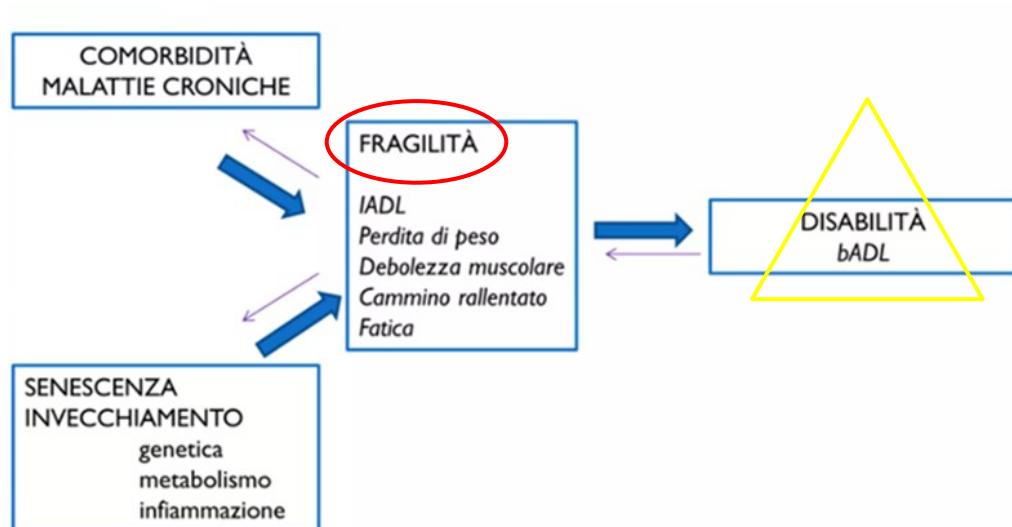 COMORBIDITÀ
MALATTIE CRONICHE
FRAGILITÀ
IADL
Perdita di peso
Debolezza muscolare
Cammino rallentato
Fatica
DISABILITÀ
bADL
SENESCENZA
INVECCHIAMENTO
genetica
metabolismo
infiammazione